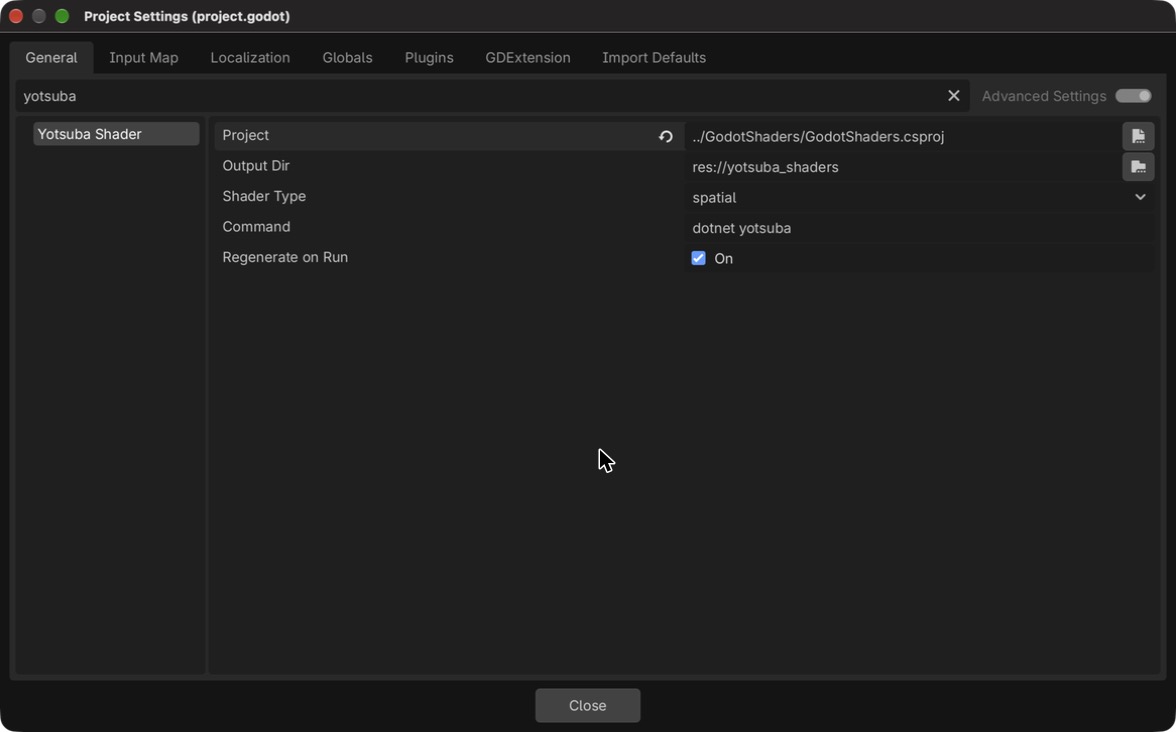 Project Settings (project.godot)
General Input Map Localization Globals Plugins GDExtension Import Defaults
yotsuba Advanced Settings
Yotsuba Shader
Project ../GodotShaders/GodotShaders.csproj
Output Dir res://yotsuba_shaders
Shader Type spatial
Command dotnet yotsuba
Regenerate on Run On
Close